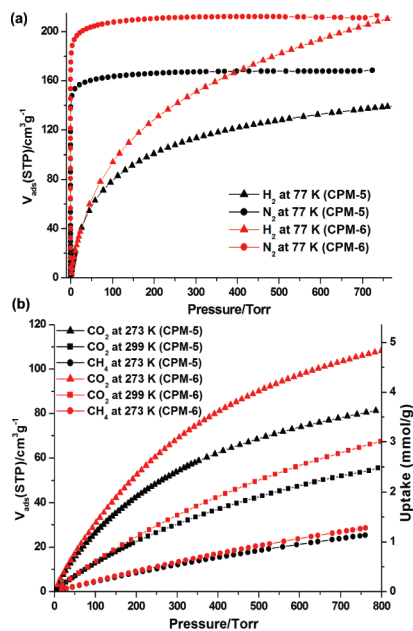 (a)
V_ads(STP)/cm³g⁻¹
200
160
120
80
40
0
H₂ at 77 K (CPM-5)
N₂ at 77 K (CPM-5)
H₂ at 77 K (CPM-6)
N₂ at 77 K (CPM-6)
0 100 200 300 400 500 600 700
Pressure/Torr
(b)
V_ads(STP)/cm³g⁻¹
120
100
80
60
40
20
0
CO₂ at 273 K (CPM-5)
CO₂ at 299 K (CPM-5)
CH₄ at 273 K (CPM-5)
CO₂ at 273 K (CPM-6)
CO₂ at 299 K (CPM-6)
CH₄ at 273 K (CPM-6)
5
4
3
2
1
0
Uptake (mmol/g)
0 100 200 300 400 500 600 700 800
Pressure/Torr